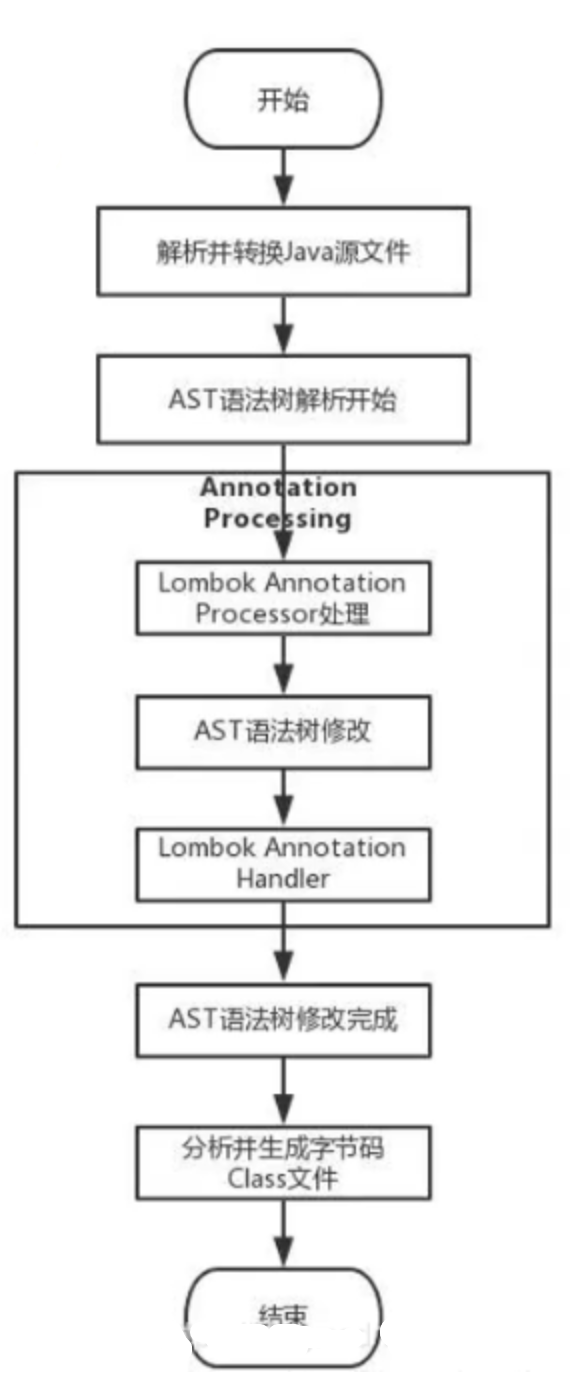 开始
解析并转换Java源文件
AST语法树解析开始
Annotation
Processing
Lombok Annotation
Processor处理
AST语法树修改
Lombok Annotation
Handler
AST语法树修改完成
分析并生成字节码
Class文件
结束